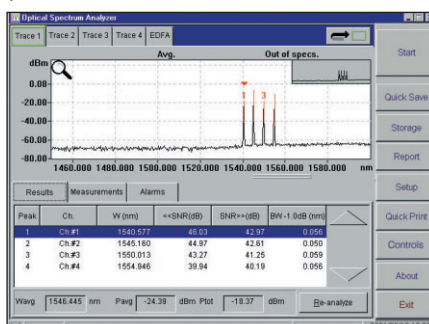 Optical Spectrum Analyzer
Trace 1 Trace 2 Trace 3 Trace 4 EDFA
Avg. Out of specs.
dBm
0.00
-20.00
-40.00
-60.00
-80.00
1 3
1460.000 1480.000 1500.000 1520.000 1540.000 1560.000 1580.000 nm
Results Measurements Alarms
Peak Ch. W (nm) <<SNR(dB) SNR>>(dB) BW -1.0dB (nm)
1 Ch.#1 1540.577 46.03 42.97 0.056
2 Ch.#2 1545.160 44.97 42.61 0.050
3 Ch.#3 1550.013 43.27 41.25 0.059
4 Ch.#4 1554.946 39.94 40.19 0.056
Wavg 1546.445 nm Pavg -24.39 dBm Ptot -18.37 dBm Re-analyze
Start
Quick Save
Storage
Report
Setup
Quick Print
Controls
About
Exit